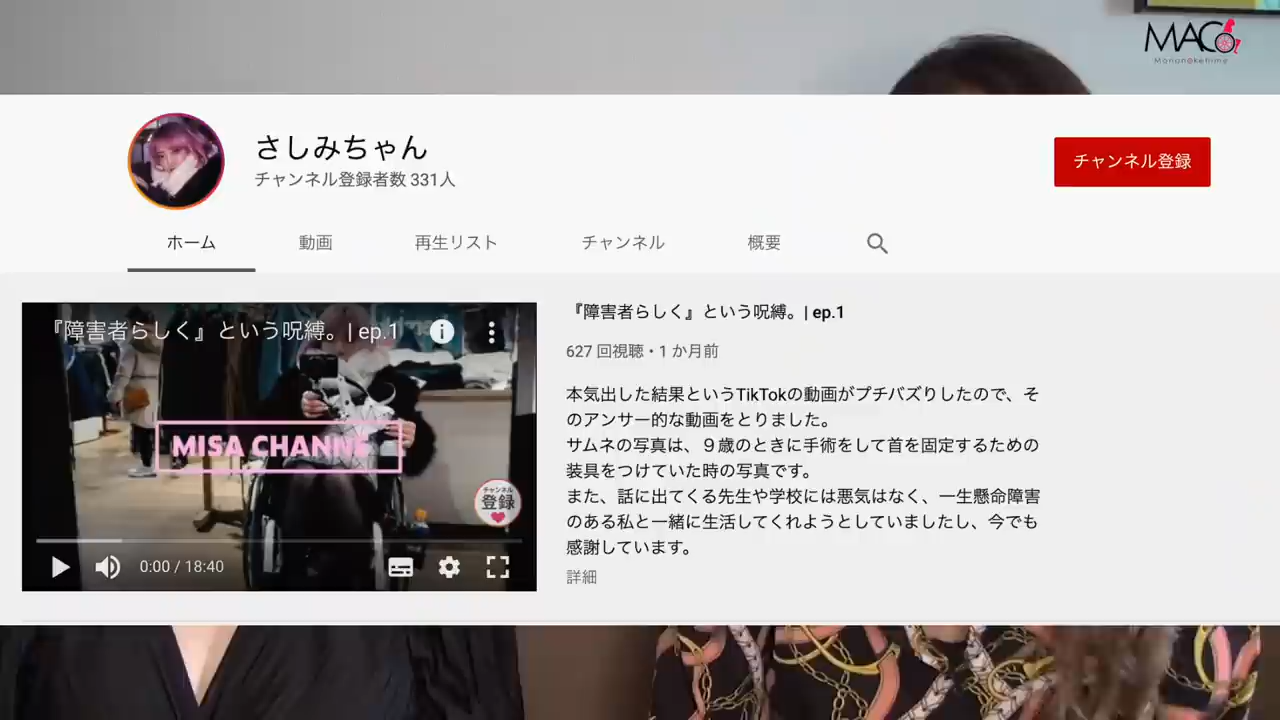 MACo
Mononoketrime
さしみちゃん
チャンネル登録者数 331人
チャンネル登録
ホーム
動画
再生リスト
チャンネル
概要
『障害者らしく』という呪縛。| ep.1
MISA CHANNE
チャンネル
登録
0:00 / 18:40
『障害者らしく』という呪縛。| ep.1
627 回視聴・1 か月前
本気出した結果というTikTokの動画がプチバズりしたので、そ
のアンサー的な動画をとりました。
サムネの写真は、９歳のときに手術をして首を固定するための
装具をつけていた時の写真です。
また、話に出てくる先生や学校には悪気はなく、一生懸命障害
のある私と一緒に生活してくれようとしていましたし、今でも
感謝しています。
詳細